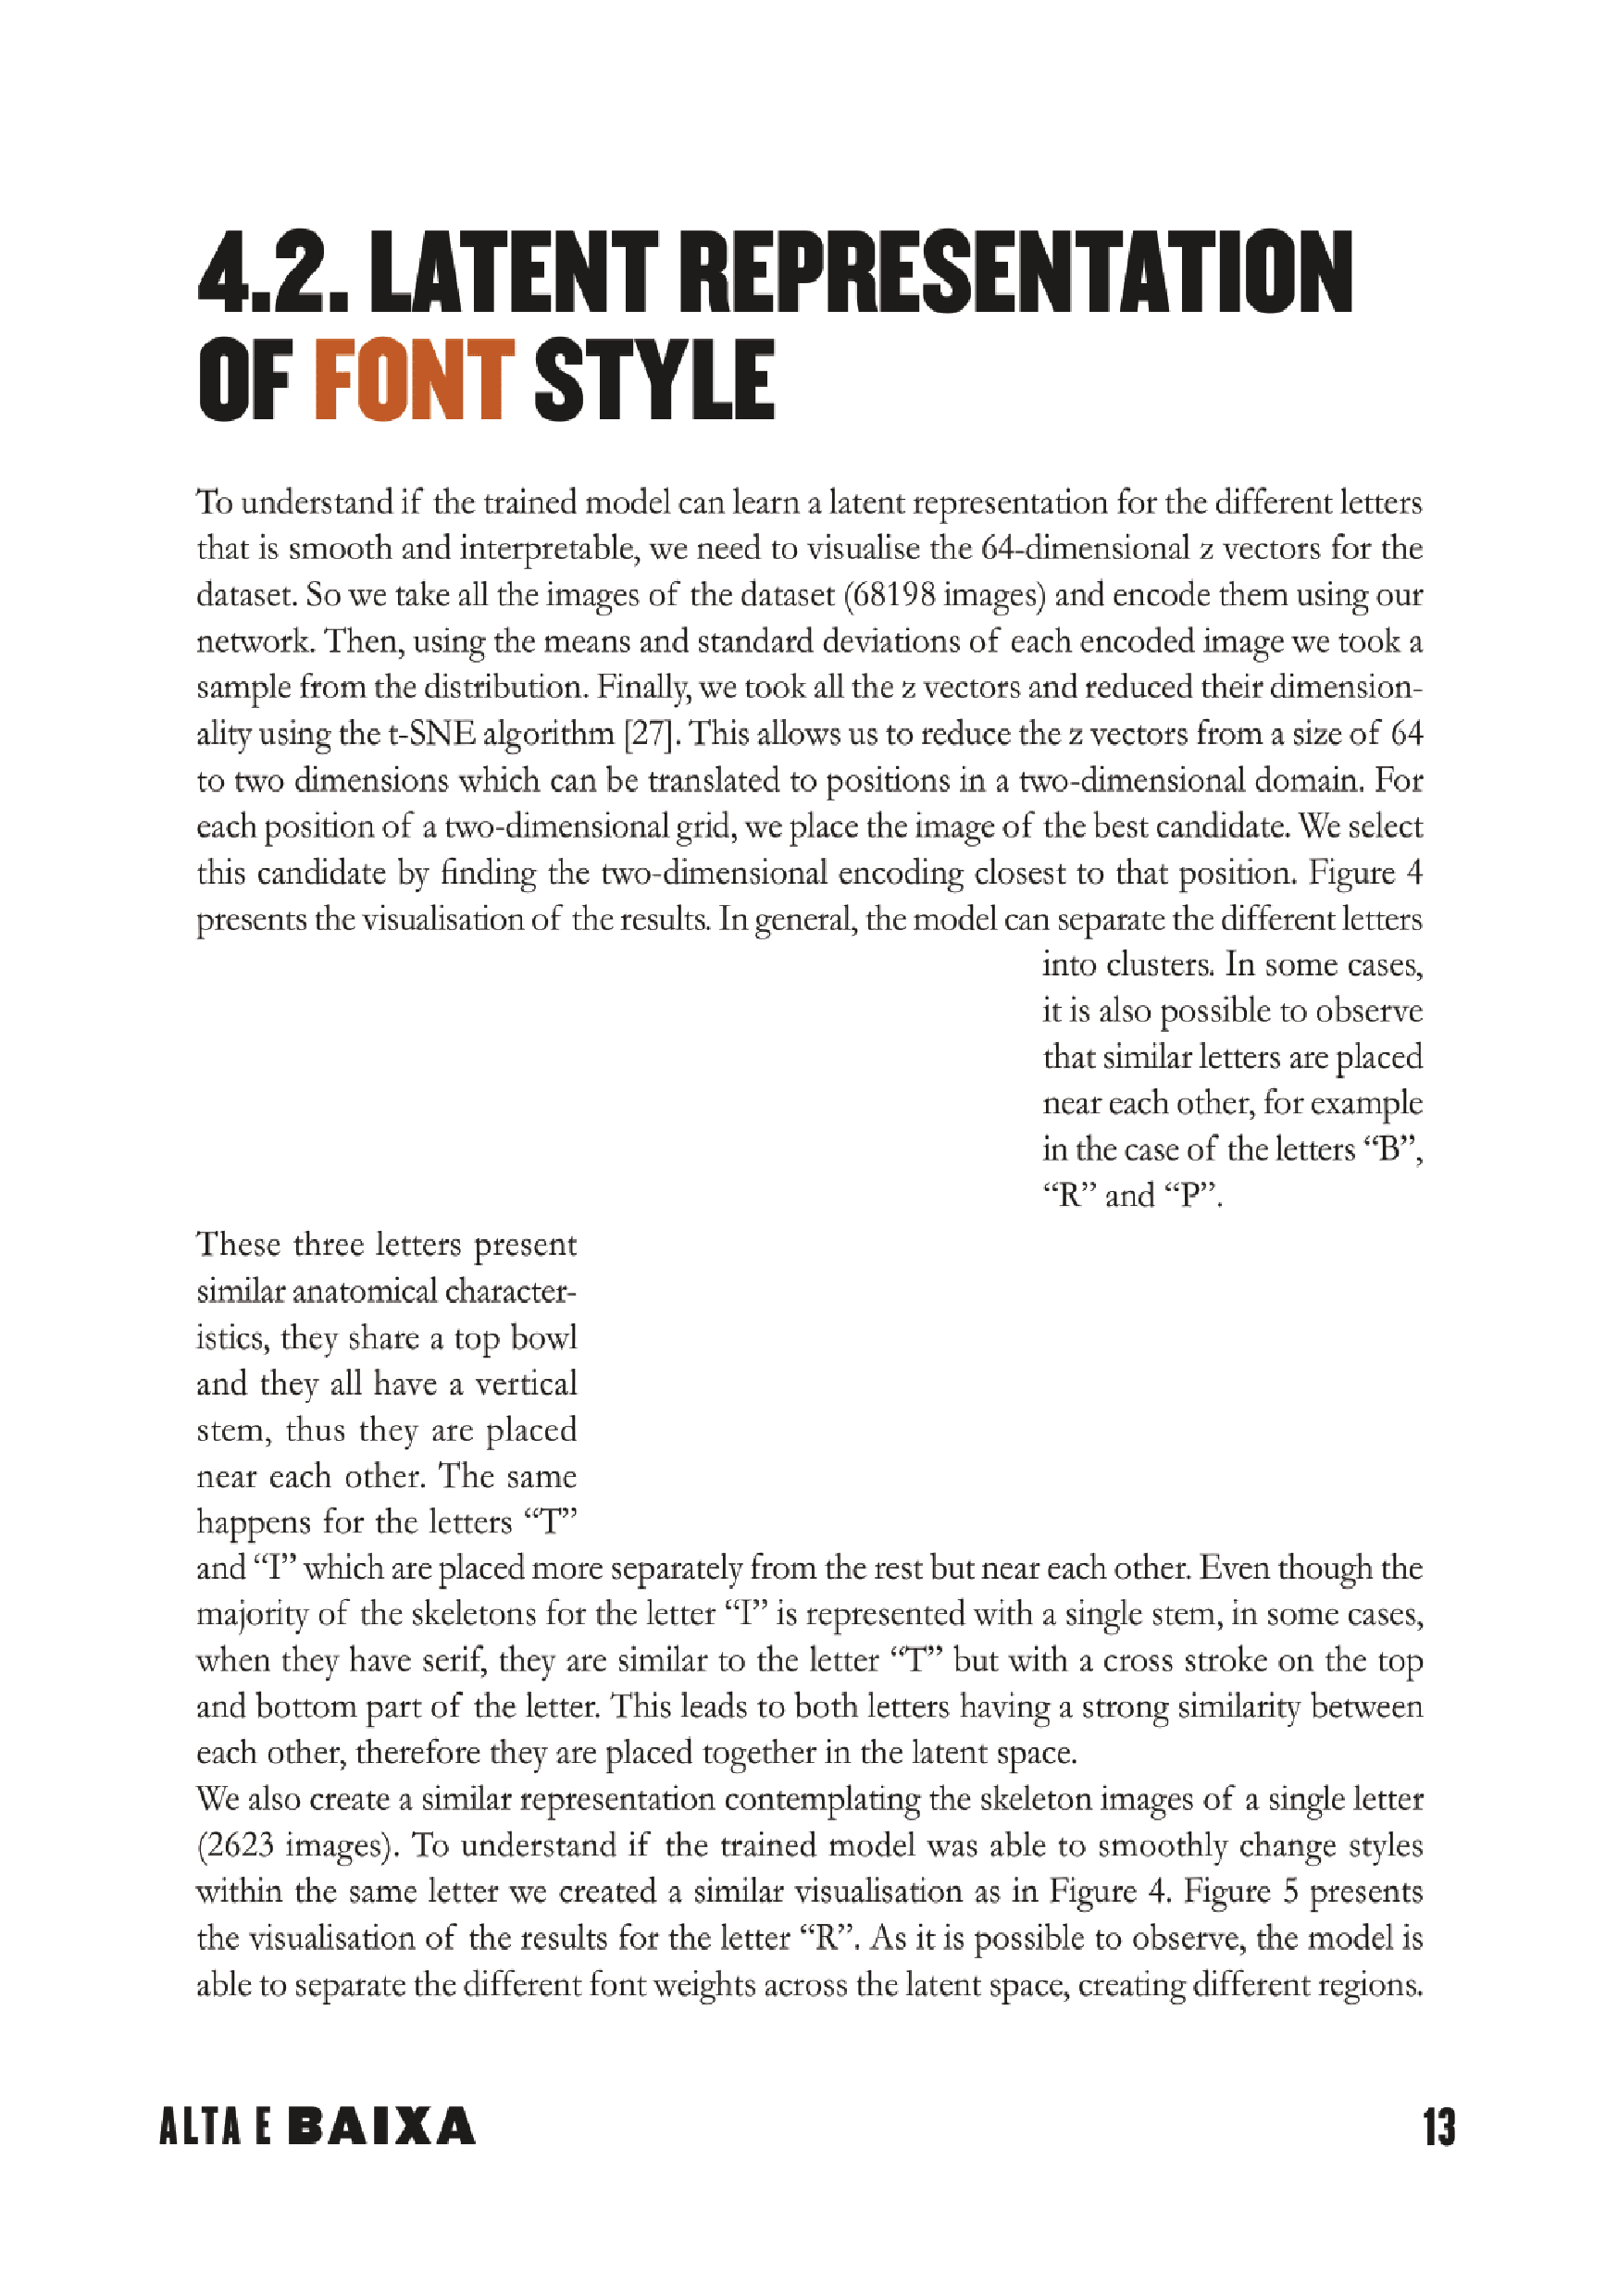 4.2. LATENT REPRESENTATION
OF FONT STYLE
To understand if the trained model can learn a latent representation for the different letters
that is smooth and interpretable, we need to visualise the 64-dimensional z vectors for the
dataset. So we take all the images of the dataset (68198 images) and encode them using our
network. Then, using the means and standard deviations of each encoded image we took a
sample from the distribution. Finally, we took all the z vectors and reduced their dimension-
ality using the t-SNE algorithm [27]. This allows us to reduce the z vectors from a size of 64
to two dimensions which can be translated to positions in a two-dimensional domain. For
each position of a two-dimensional grid, we place the image of the best candidate. We select
this candidate by finding the two-dimensional encoding closest to that position. Figure 4
presents the visualisation of the results. In general, the model can separate the different letters
into clusters. In some cases,
it is also possible to observe
that similar letters are placed
near each other, for example
in the case of the letters “B”,
“R” and “P”.
These three letters present
similar anatomical character-
istics, they share a top bowl
and they all have a vertical
stem, thus they are placed
near each other. The same
happens for the letters “T”
and “I” which are placed more separately from the rest but near each other. Even though the
majority of the skeletons for the letter “I” is represented with a single stem, in some cases,
when they have serif, they are similar to the letter “T” but with a cross stroke on the top
and bottom part of the letter. This leads to both letters having a strong similarity between
each other, therefore they are placed together in the latent space.
We also create a similar representation contemplating the skeleton images of a single letter
(2623 images). To understand if the trained model was able to smoothly change styles
within the same letter we created a similar visualisation as in Figure 4. Figure 5 presents
the visualisation of the results for the letter “R”. As it is possible to observe, the model is
able to separate the different font weights across the latent space, creating different regions.
ALTA E BAIXA
13